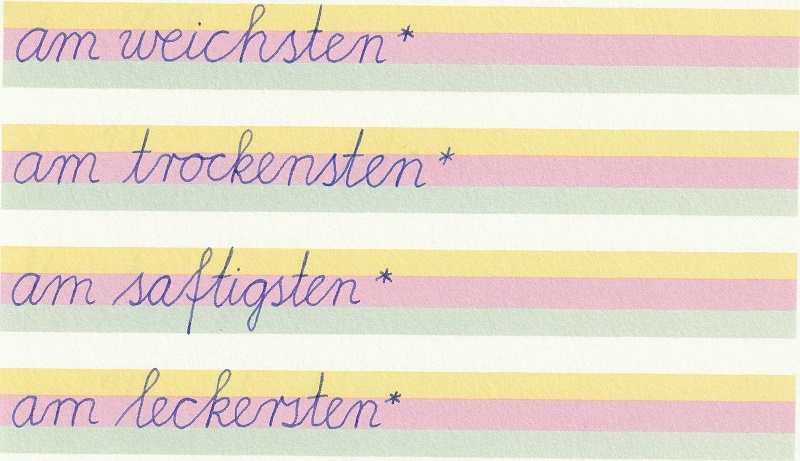 am weichsten*
am trockensten*
am saftigsten*
am leckersten*